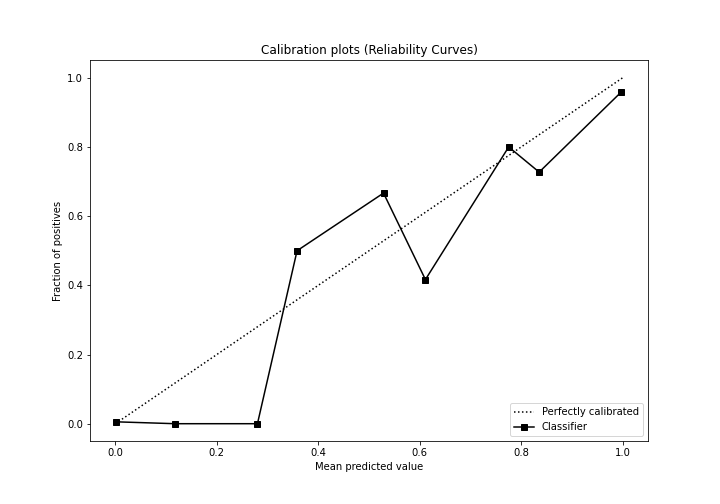 Calibration plots (Reliability Curves)
1.0
0.8
0.6
0.4
0.2
0.0
Fraction of positives
Perfectly calibrated
Classifier
0.0 0.2 0.4 0.6 0.8 1.0
Mean predicted value